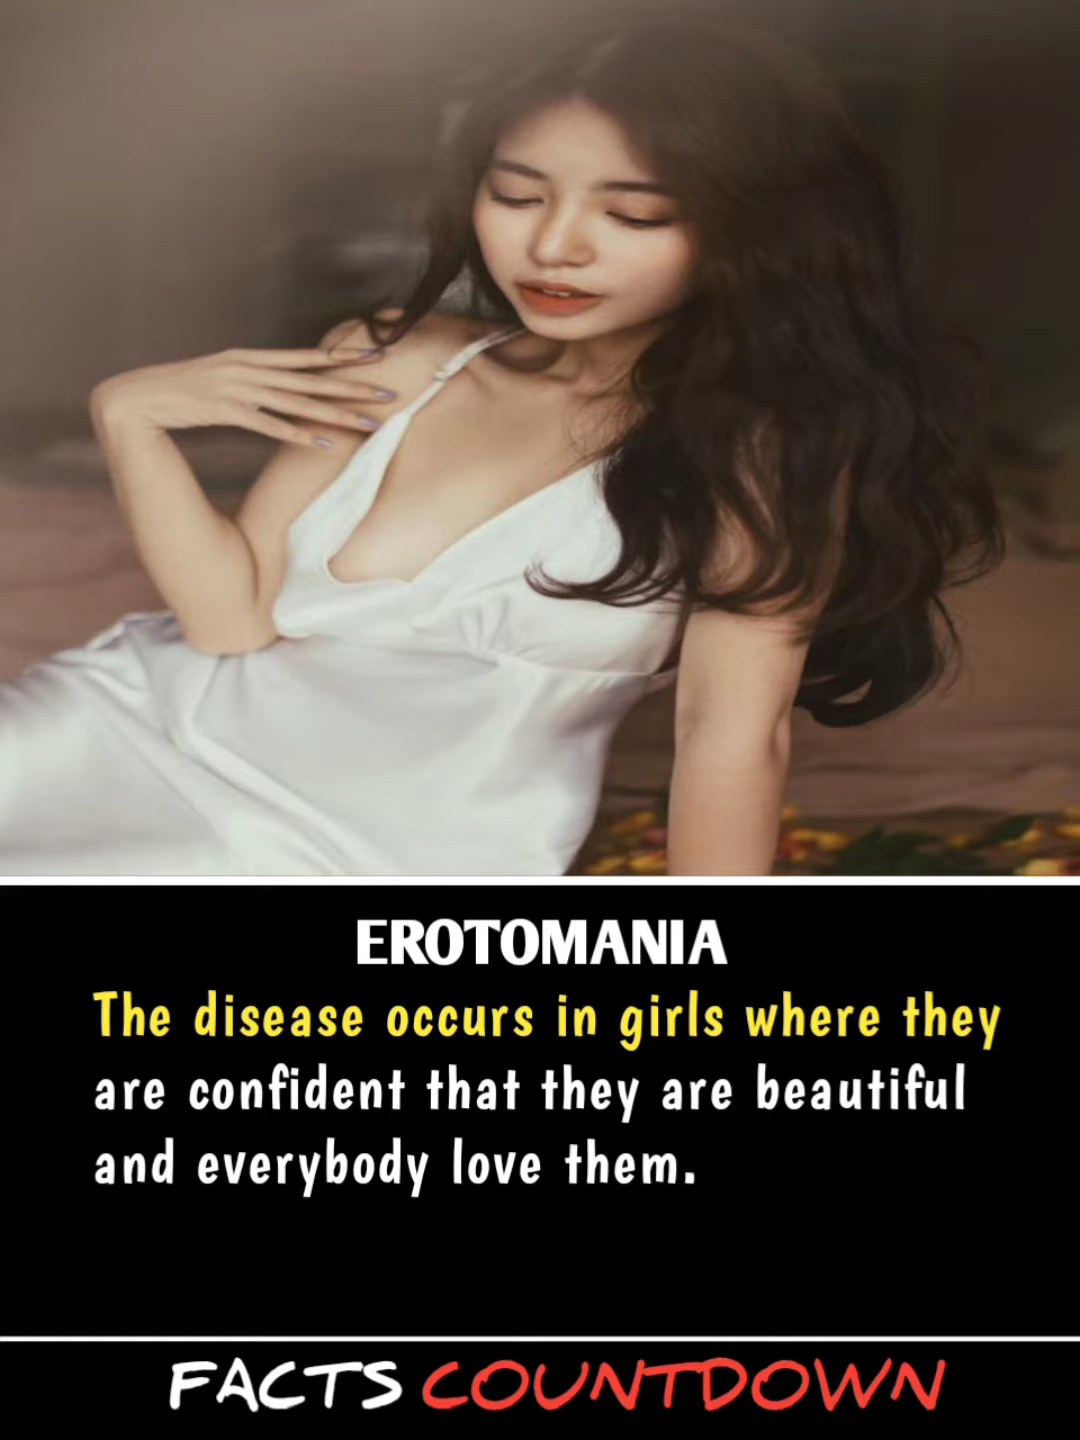 EROTOMANIA
The disease occurs in girls where they
are confident that they are beautiful
and everybody love them.
FACTS COUNTDOWN